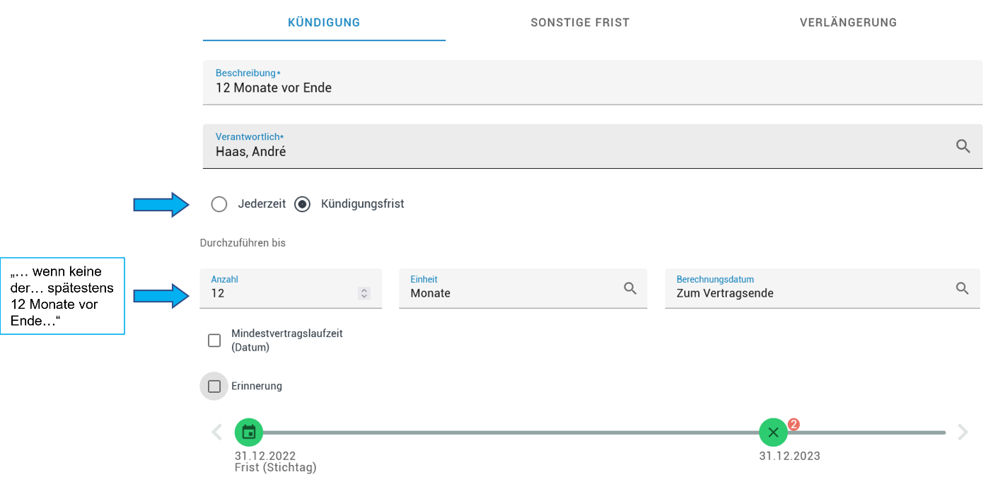 KÜNDIGUNG
SONSTIGE FRIST
VERLÄNGERUNG
Beschreibung*
12 Monate vor Ende
Verantwortlich*
Haas, André
Jederzeit
Kündigungsfrist
Durchzuführen bis
„… wenn keine
der… spätestens
12 Monate vor
Ende…“
Anzahl
12
Einheit
Monate
Berechnungsdatum
Zum Vertragsende
Mindestvertragslaufzeit
(Datum)
Erinnerung
2
31.12.2022
Frist (Stichtag)
31.12.2023